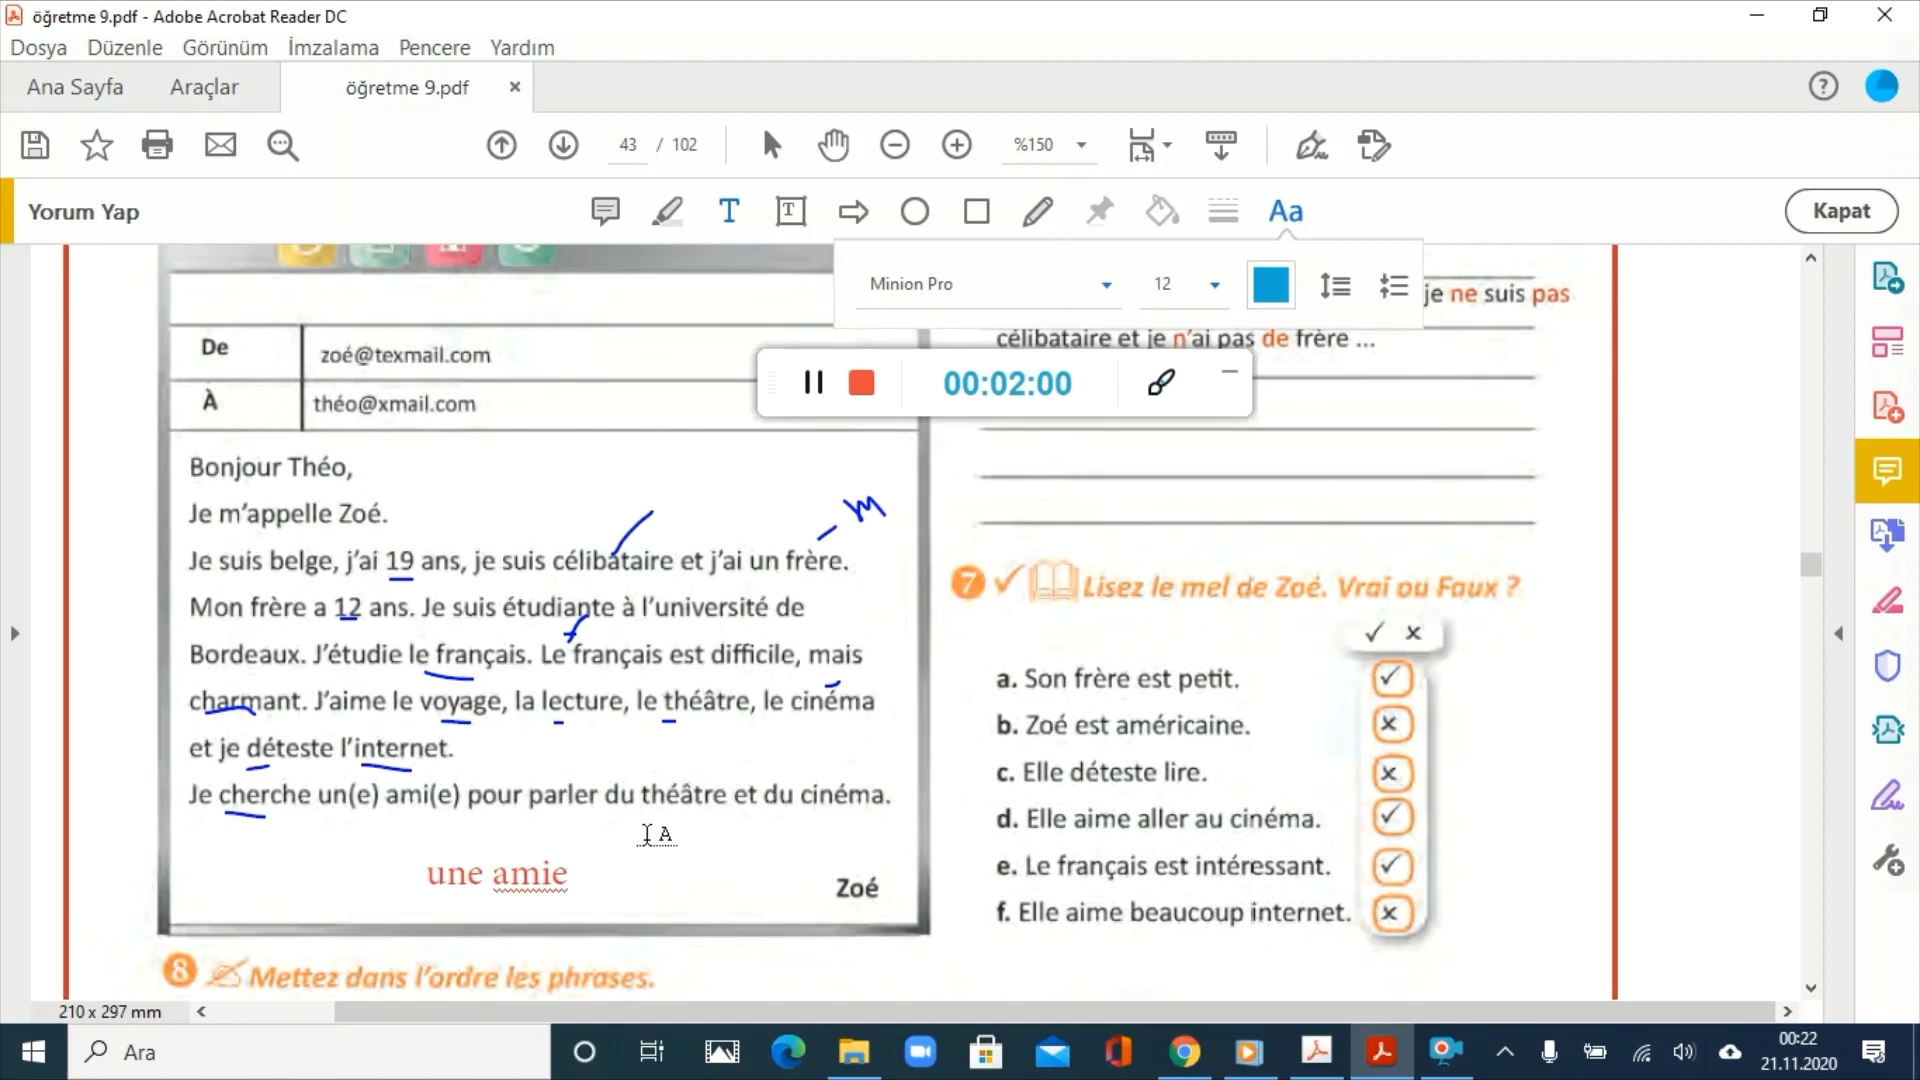 öğretme 9.pdf - Adobe Acrobat Reader DC
Dosya Düzenle Görünüm İmzalama Pencere Yardım
Ana Sayfa Araçlar öğretme 9.pdf ×
43 / 102 %150
Yorum Yap Kapat
Minion Pro 12
je ne suis pas
célibataire et je n'ai pas de frère ...
00:02:00
De zoé@texmail.com
À théo@xmail.com
Bonjour Théo,
Je m'appelle Zoé.
m
Je suis belge, j'ai 19 ans, je suis célibataire et j'ai un frère.
Mon frère a 12 ans. Je suis étudiante à l'université de
Bordeaux. J'étudie le français. Le français est difficile, mais
charmant. J'aime le voyage, la lecture, le théâtre, le cinéma
et je déteste l'internet.
Je cherche un(e) ami(e) pour parler du théâtre et du cinéma.
une amie
Zoé
7 Lisez le mel de Zoé. Vrai ou Faux ?
✓ x
a. Son frère est petit. ✓
b. Zoé est américaine. x
c. Elle déteste lire. x
d. Elle aime aller au cinéma. ✓
e. Le français est intéressant. ✓
f. Elle aime beaucoup internet. x
8 Mettez dans l'ordre les phrases.
210 x 297 mm
Ara
00:22
21.11.2020